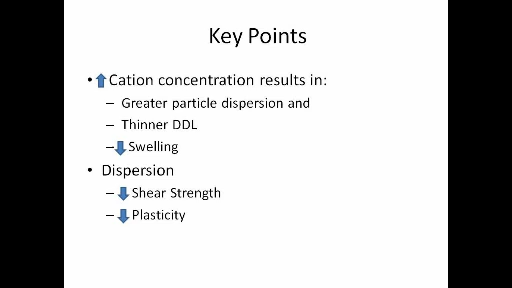 Key Points
• Cation concentration results in:
– Greater particle dispersion and
– Thinner DDL
– Swelling
• Dispersion
– Shear Strength
– Plasticity